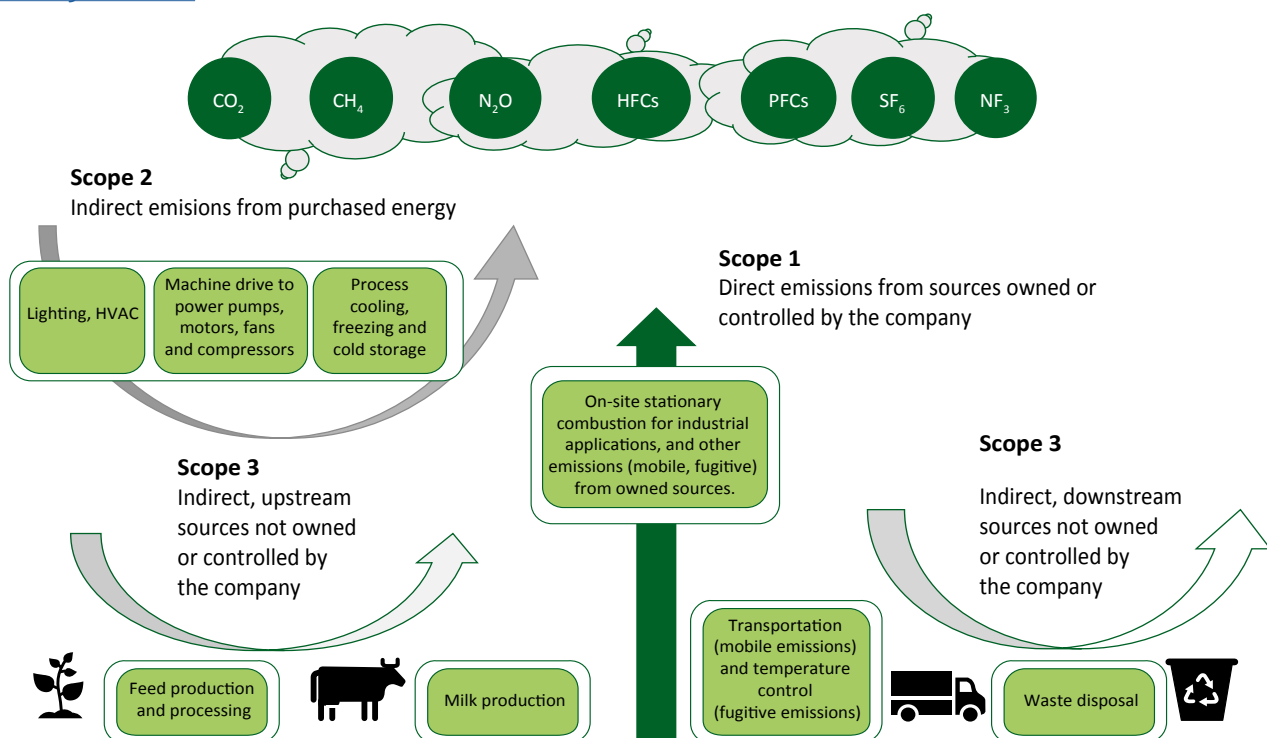 CO₂
CH₄
N₂O
HFCs
PFCs
SF₆
NF₃
Scope 2
Indirect emisions from purchased energy
Lighting, HVAC
Machine drive to
power pumps,
motors, fans
and compressors
Process
cooling,
freezing and
cold storage
Scope 1
Direct emissions from sources owned or
controlled by the company
On-site stationary
combustion for industrial
applications, and other
emissions (mobile, fugitive)
from owned sources.
Scope 3
Indirect, upstream
sources not owned
or controlled by
the company
Scope 3
Indirect, downstream
sources not owned
or controlled by
the company
Feed production
and processing
Milk production
Transportation
(mobile emissions)
and temperature
control
(fugitive emissions)
Waste disposal